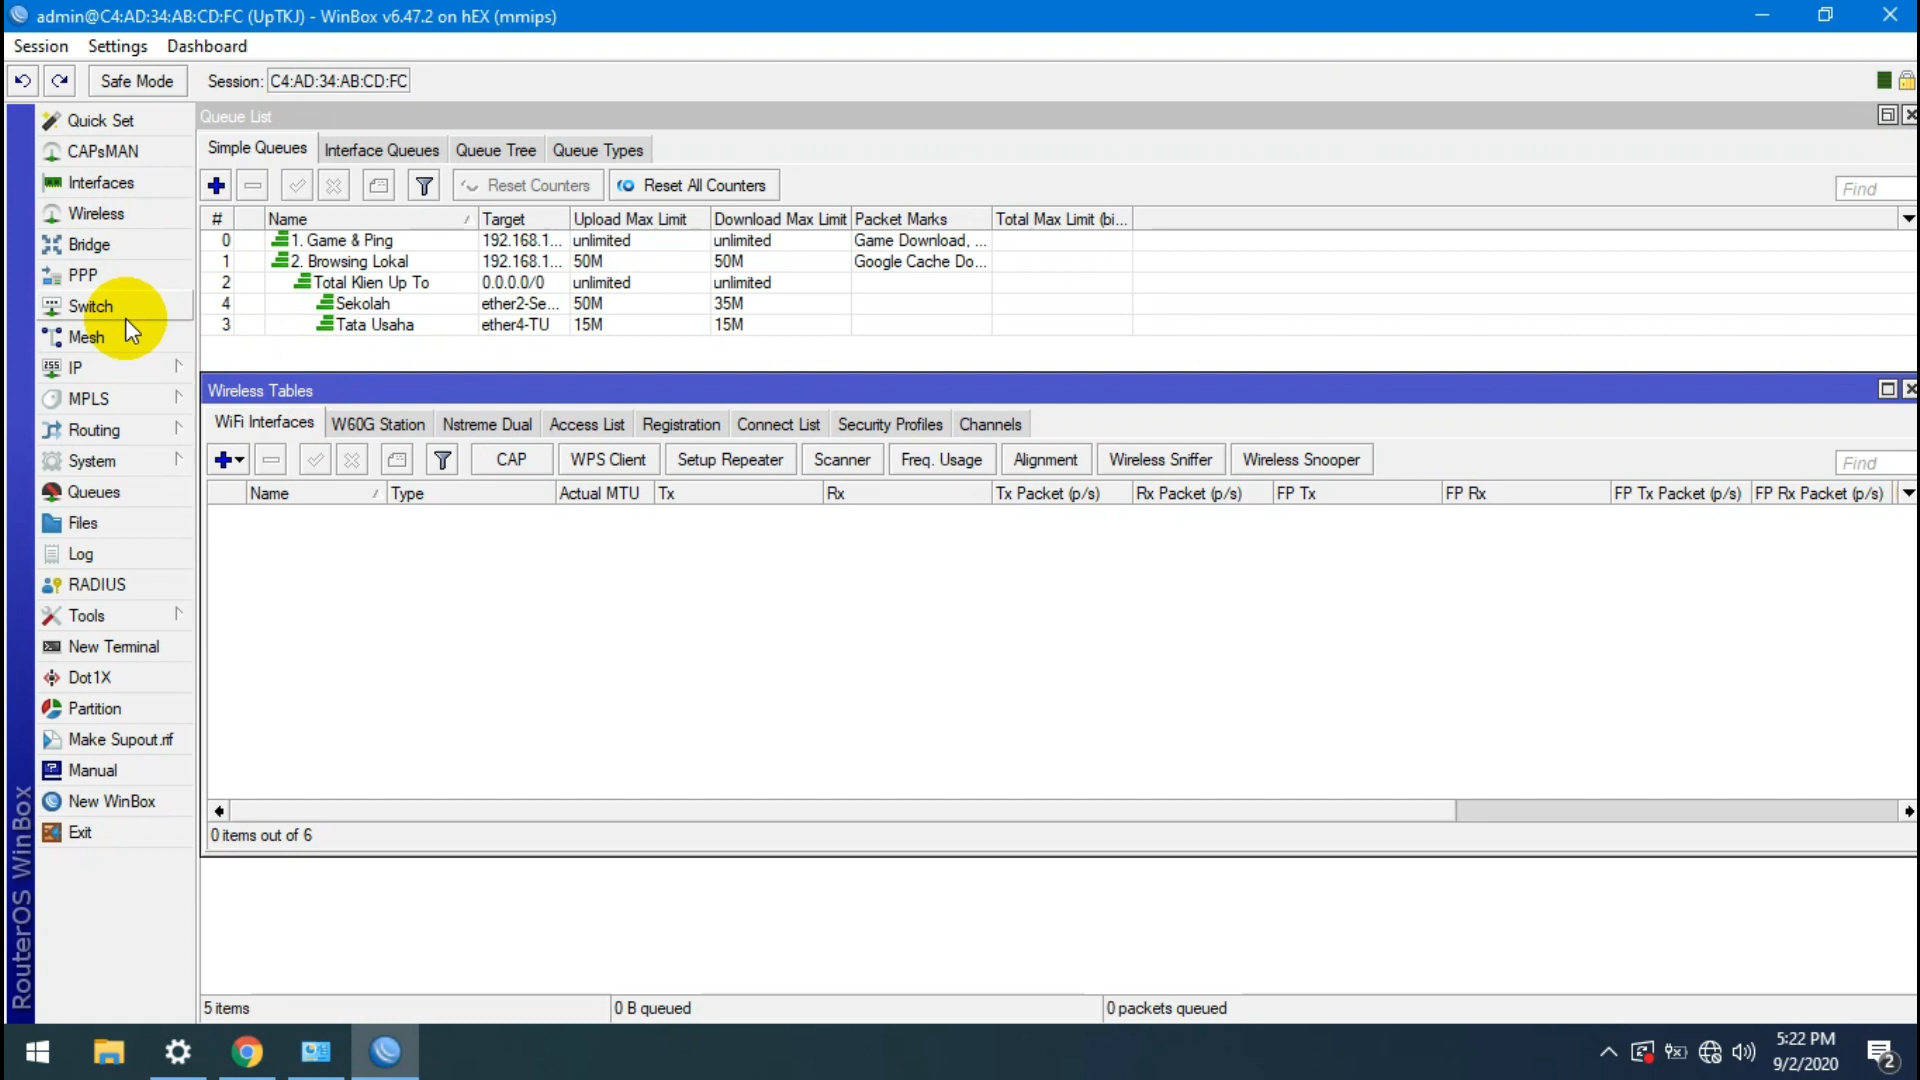 admin@C4:AD:34:AB:CD:FC (UpTKJ) - WinBox v6.47.2 on hEX (mmips)
Session Settings Dashboard
Safe Mode Session: C4:AD:34:AB:CD:FC
Quick Set
CAPsMAN
Interfaces
Wireless
Bridge
PPP
Switch
Mesh
IP
MPLS
Routing
System
Queues
Files
Log
RADIUS
Tools
New Terminal
Dot1X
Partition
Make Supout.rif
Manual
New WinBox
Exit
RouterOS WinBox
Queue List
Simple Queues Interface Queues Queue Tree Queue Types
Reset Counters Reset All Counters Find
# Name Target Upload Max Limit Download Max Limit Packet Marks Total Max Limit (bi...
0 1. Game & Ping 192.168.1... unlimited unlimited Game Download, ...
1 2. Browsing Lokal 192.168.1... 50M 50M Google Cache Do...
2 Total Klien Up To 0.0.0.0/0 unlimited unlimited
4 Sekolah ether2-Se... 50M 35M
3 Tata Usaha ether4-TU 15M 15M
Wireless Tables
WiFi Interfaces W60G Station Nstreme Dual Access List Registration Connect List Security Profiles Channels
CAP WPS Client Setup Repeater Scanner Freq. Usage Alignment Wireless Sniffer Wireless Snooper Find
Name Type Actual MTU Tx Rx Tx Packet (p/s) Rx Packet (p/s) FP Tx FP Rx FP Tx Packet (p/s) FP Rx Packet (p/s)
0 items out of 6
5 items 0 B queued 0 packets queued
5:22 PM
9/2/2020
2